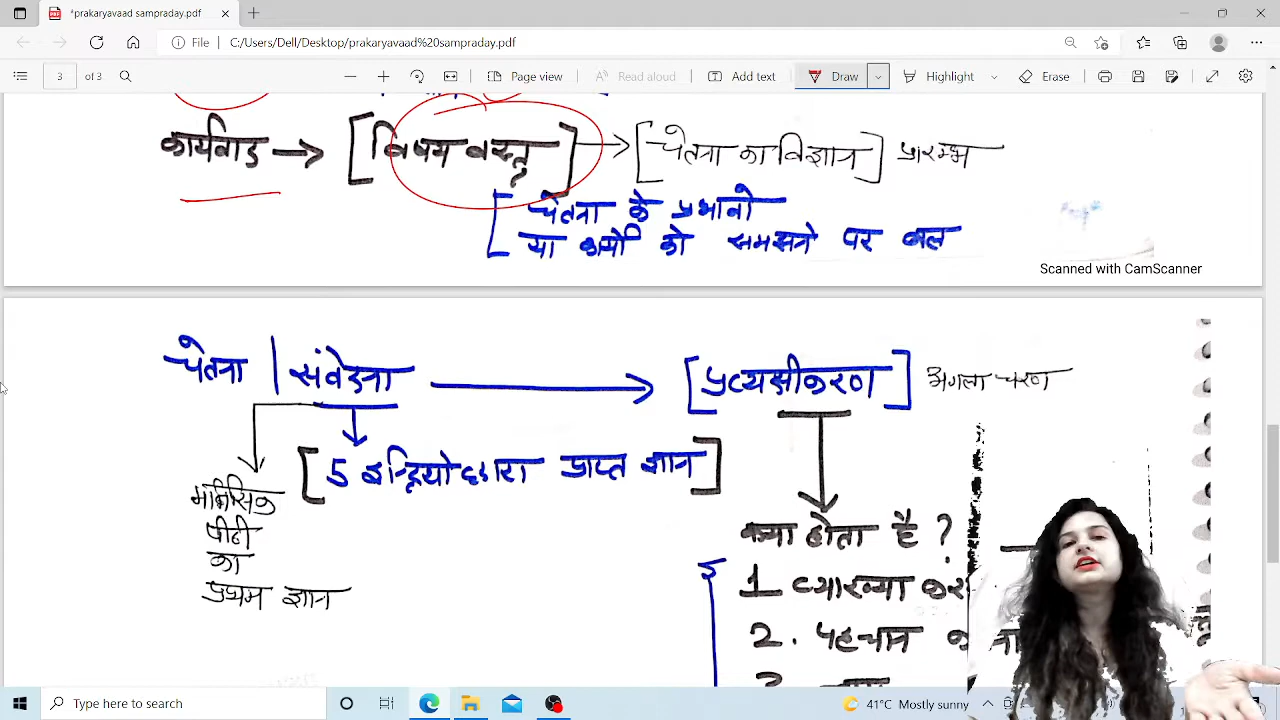 *prakaryavaad sampraday.pdf
File C:/Users/Dell/Desktop/prakaryavaad%20sampraday.pdf
3 of 3 Page view Read aloud Add text Draw Highlight Erase
कार्यवाद → [विषय वस्तु] → [चेतना का विज्ञान] प्रारम्भ
[चेतना के प्रभावो
या कार्यो को समझने पर बल
Scanned with CamScanner
चेतना | संवेदना → [प्रत्यक्षीकरण] अगला चरण
[5 इन्द्रियो द्वारा प्राप्त ज्ञान]
मानसिक
पीढी
का
प्रथम ज्ञान
क्या होता है ?
1 व्याख्या कर
2. पहचान
Type here to search
41°C Mostly sunny